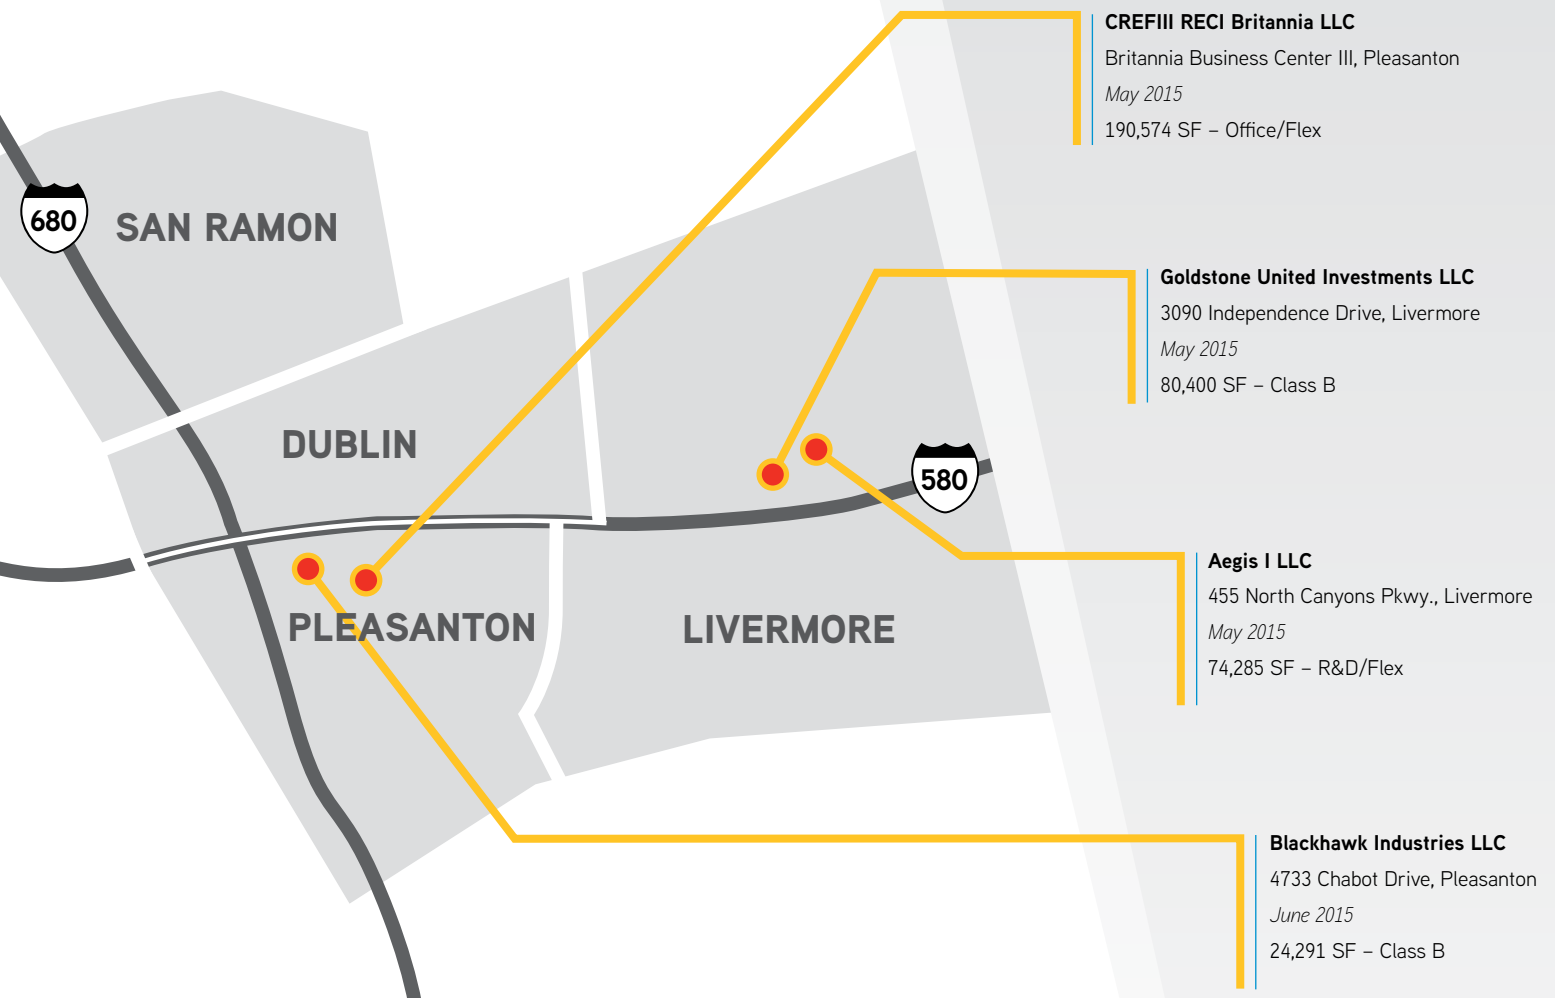 680
SAN RAMON
DUBLIN
PLEASANTON
LIVERMORE
580
CREFIII RECI Britannia LLC
Britannia Business Center III, Pleasanton
May 2015
190,574 SF – Office/Flex
Goldstone United Investments LLC
3090 Independence Drive, Livermore
May 2015
80,400 SF – Class B
Aegis I LLC
455 North Canyons Pkwy., Livermore
May 2015
74,285 SF – R&D/Flex
Blackhawk Industries LLC
4733 Chabot Drive, Pleasanton
June 2015
24,291 SF – Class B